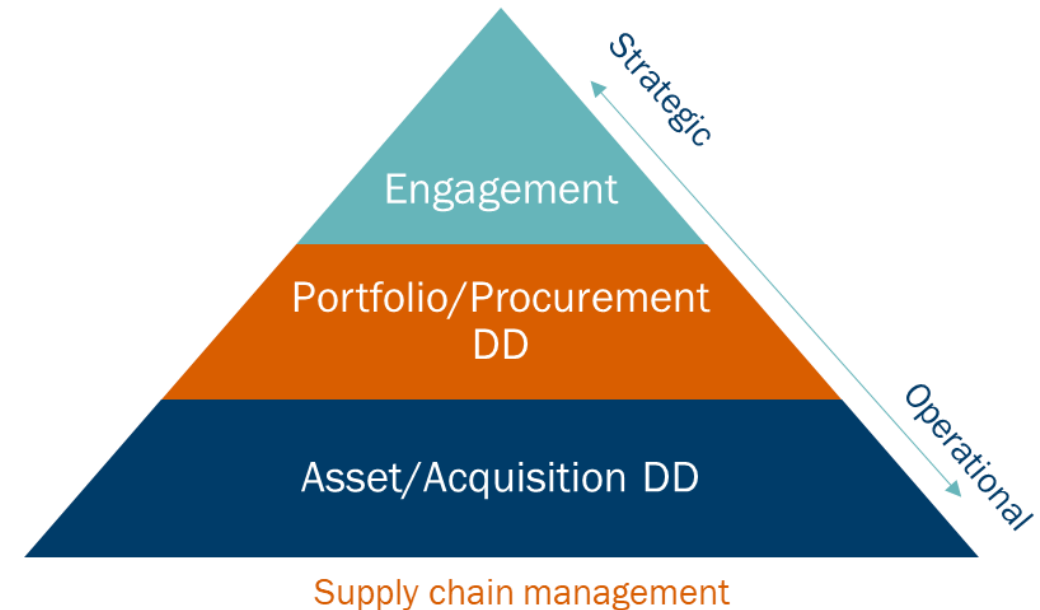 Strategic
Engagement
Portfolio/Procurement
DD
Operational
Asset/Acquisition DD
Supply chain management